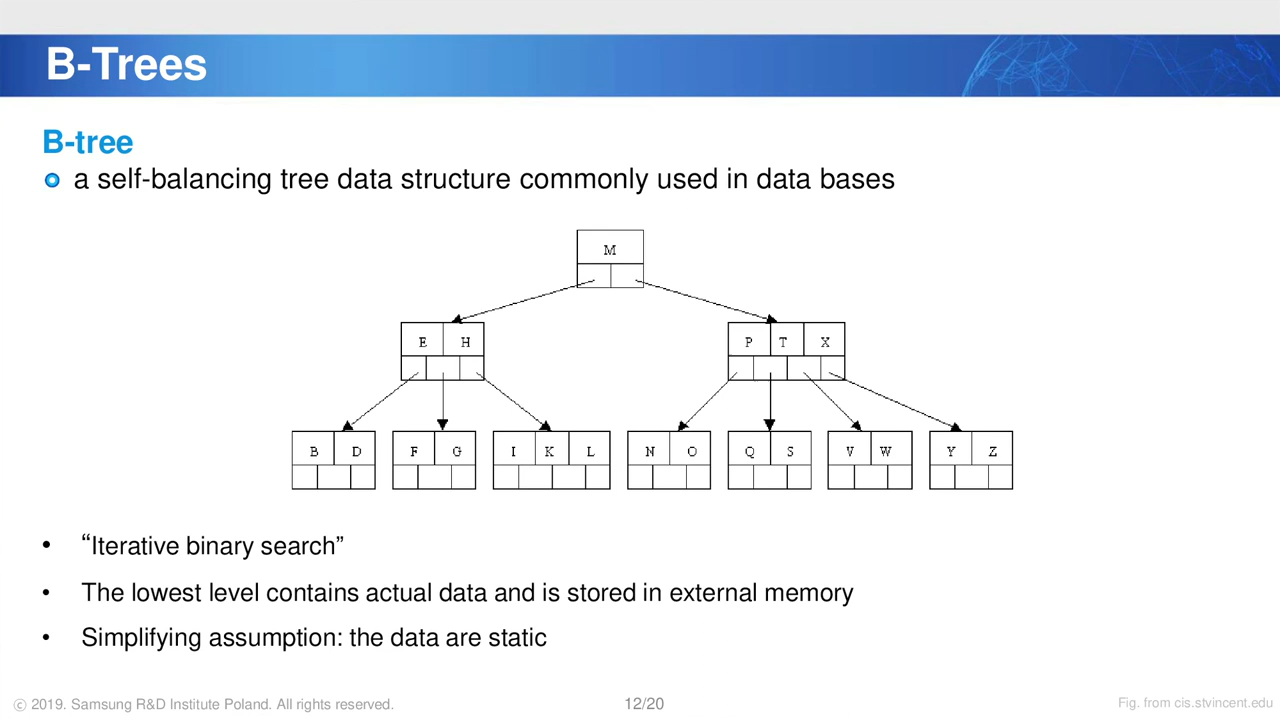 B-Trees
B-tree
a self-balancing tree data structure commonly used in data bases
M
E H
P T X
B D
F G
I K L
N O
Q S
V W
Y Z
• “Iterative binary search”
• The lowest level contains actual data and is stored in external memory
• Simplifying assumption: the data are static
ⓒ 2019. Samsung R&D Institute Poland. All rights reserved.
12/20
Fig. from cis.stvincent.edu